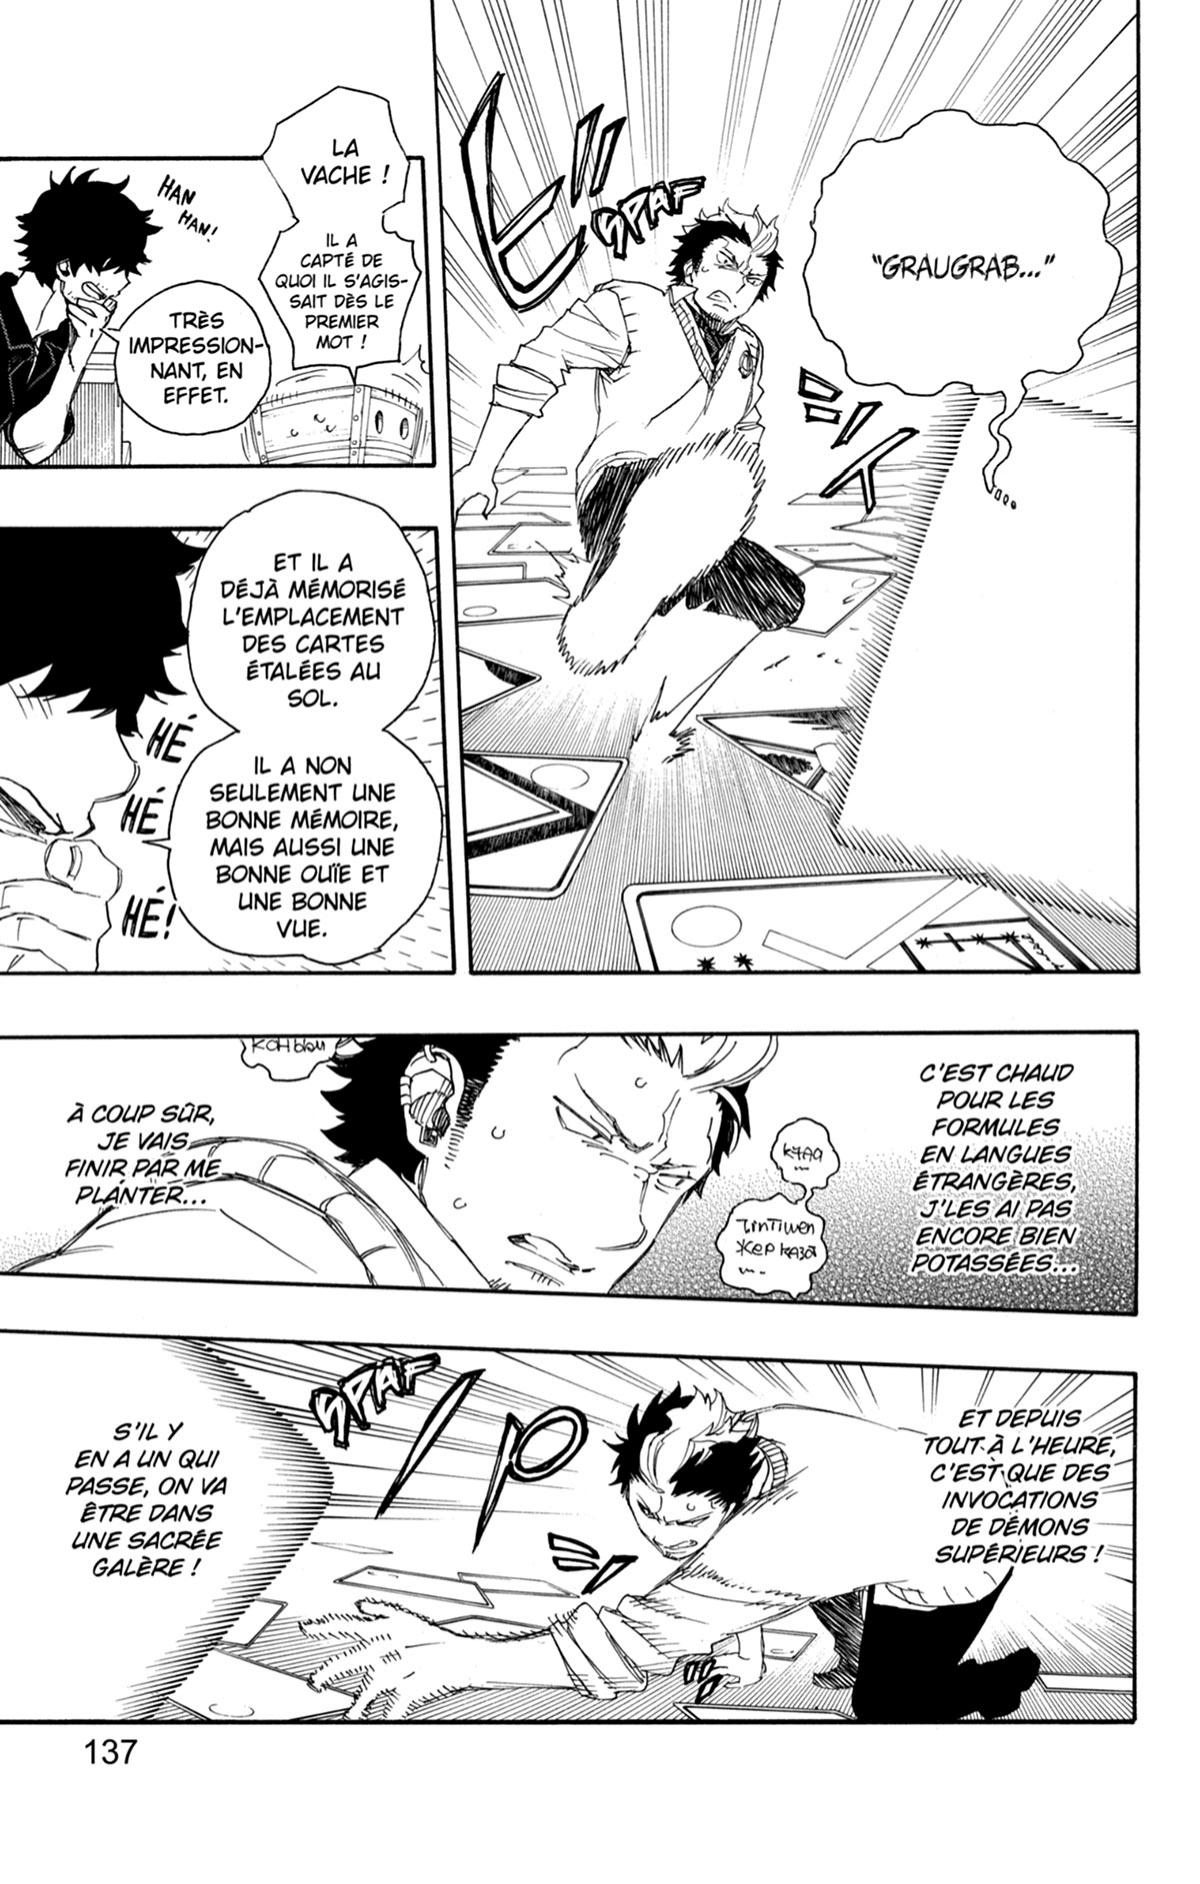 "GRAUGRAB..."
ビ
SPAF
シイ
LA
VACHE !
IL A
CAPTÉ DE
QUOI IL S'AGIS-
SAIT DÈS LE
PREMIER
MOT !
HAN
HAN!
TRÈS
IMPRESSION-
NANT, EN
EFFET.
ET IL A
DÉJÀ MÉMORISÉ
L'EMPLACEMENT
DES CARTES
ÉTALÉES AU
SOL.
IL A NON
SEULEMENT UNE
BONNE MÉMOIRE,
MAIS AUSSI UNE
BONNE OUÏE ET
UNE BONNE
VUE.
HÉ
HÉ
HÉ!
C'EST CHAUD
POUR LES
FORMULES
EN LANGUES
ÉTRANGÈRES,
J'LES AI PAS
ENCORE BIEN
POTASSÉES...
À COUP SÛR,
JE VAIS
FINIR PAR ME
PLANTER...
ET DEPUIS
TOUT À L'HEURE,
C'EST QUE DES
INVOCATIONS
DE DÉMONS
SUPÉRIEURS !
SPAF
S'IL Y
EN A UN QUI
PASSE, ON VA
ÊTRE DANS
UNE SACRÉE
GALÈRE !
137